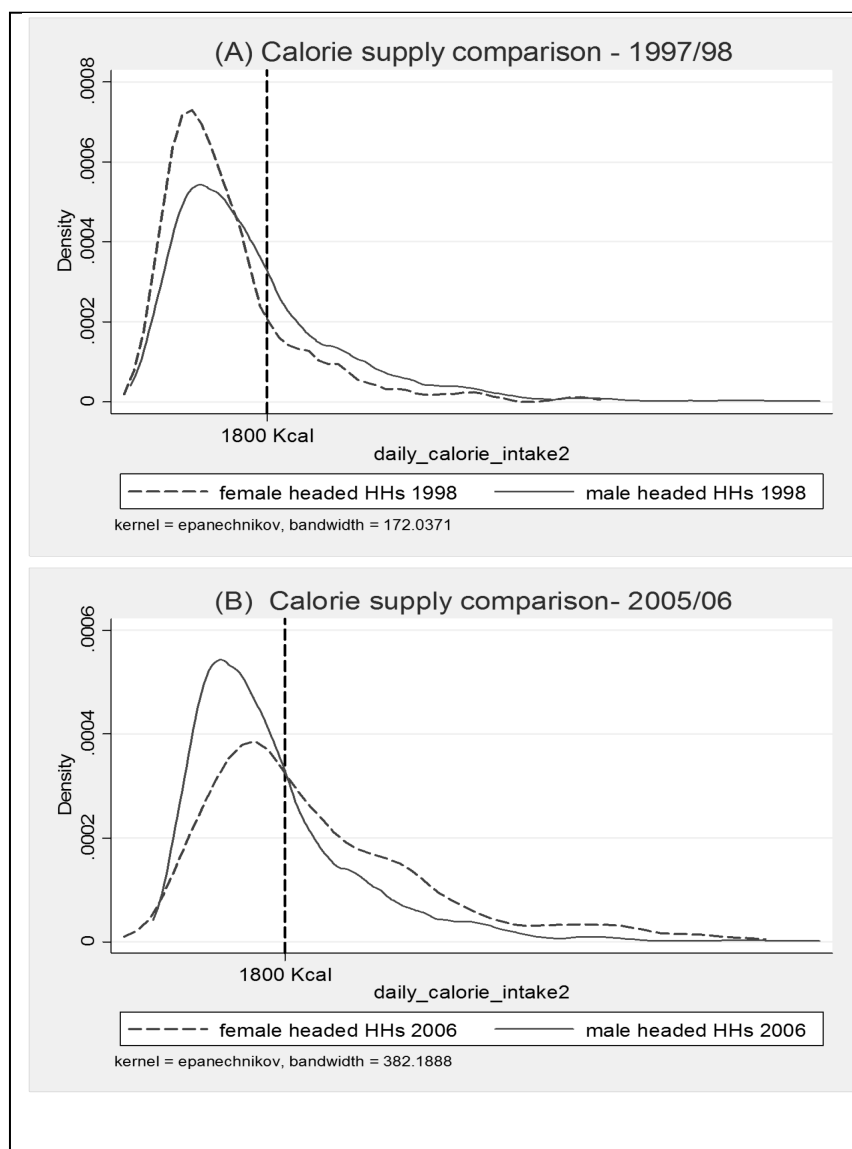 (A) Calorie supply comparison - 1997/98
.0008
.0006
.0004
.0002
0
Density
1800 Kcal
daily_calorie_intake2
female headed HHs 1998 male headed HHs 1998
kernel = epanechnikov, bandwidth = 172.0371
(B) Calorie supply comparison- 2005/06
.0006
.0004
.0002
0
Density
1800 Kcal
daily_calorie_intake2
female headed HHs 2006 male headed HHs 2006
kernel = epanechnikov, bandwidth = 382.1888